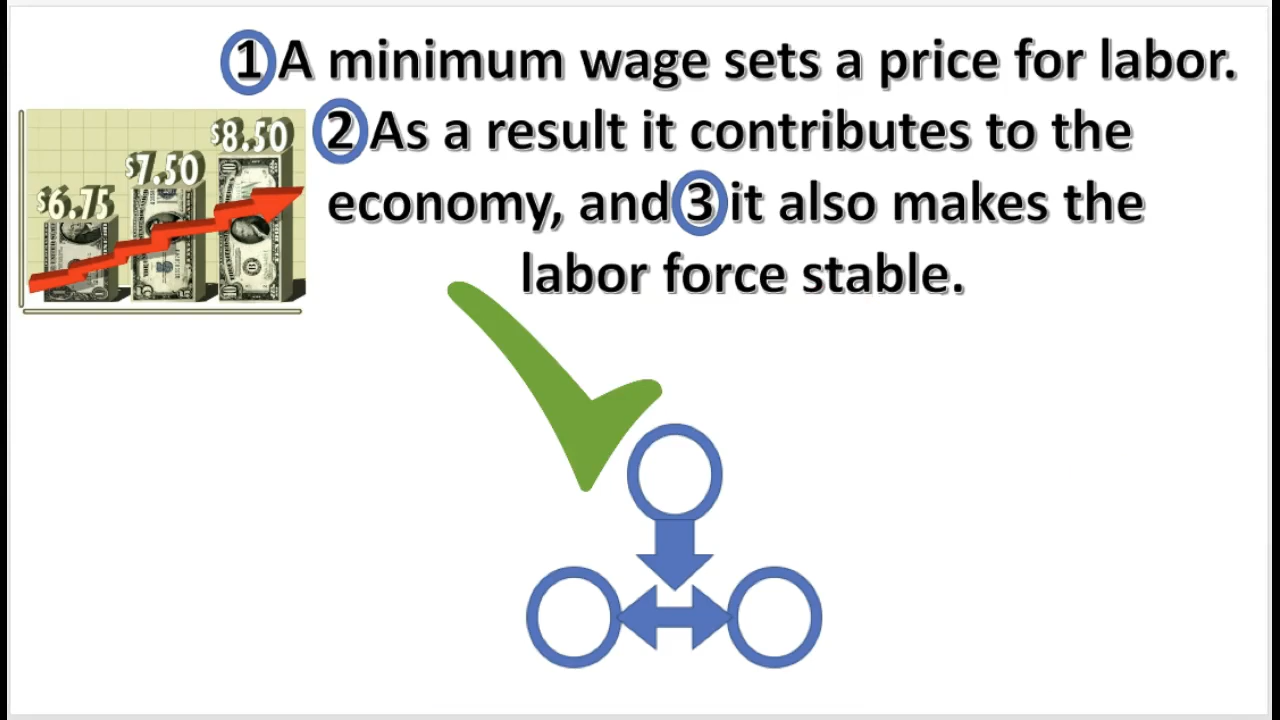 1 A minimum wage sets a price for labor.
2 As a result it contributes to the
economy, and 3 it also makes the
labor force stable.
$6.75
$7.50
$8.50